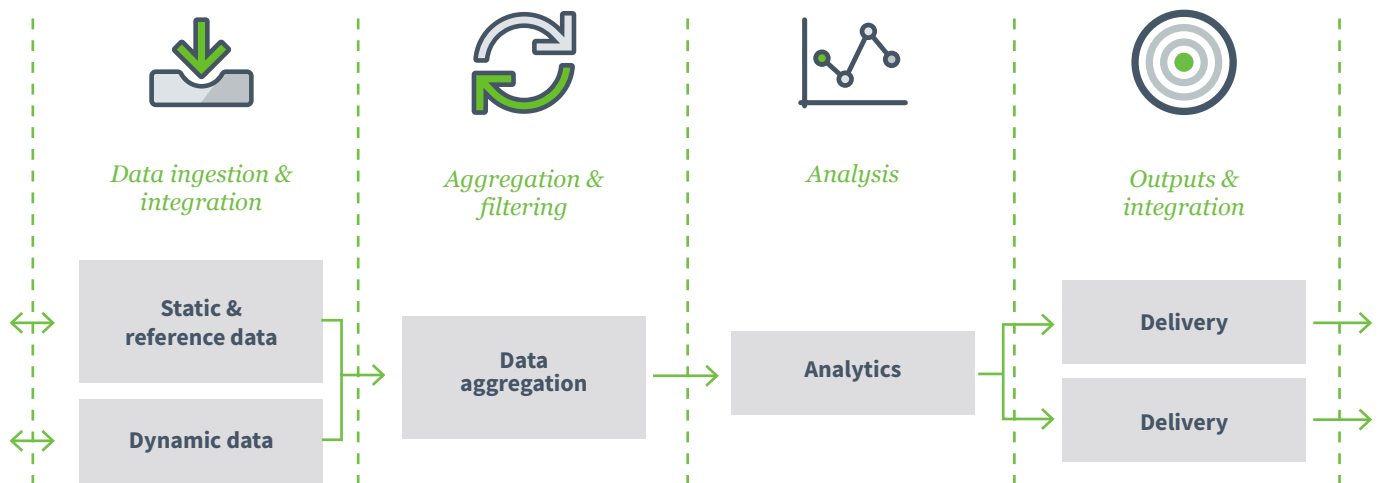 Data ingestion &
integration
Aggregation &
filtering
Analysis
Outputs &
integration
Static &
reference data
Dynamic data
Data
aggregation
Analytics
Delivery
Delivery